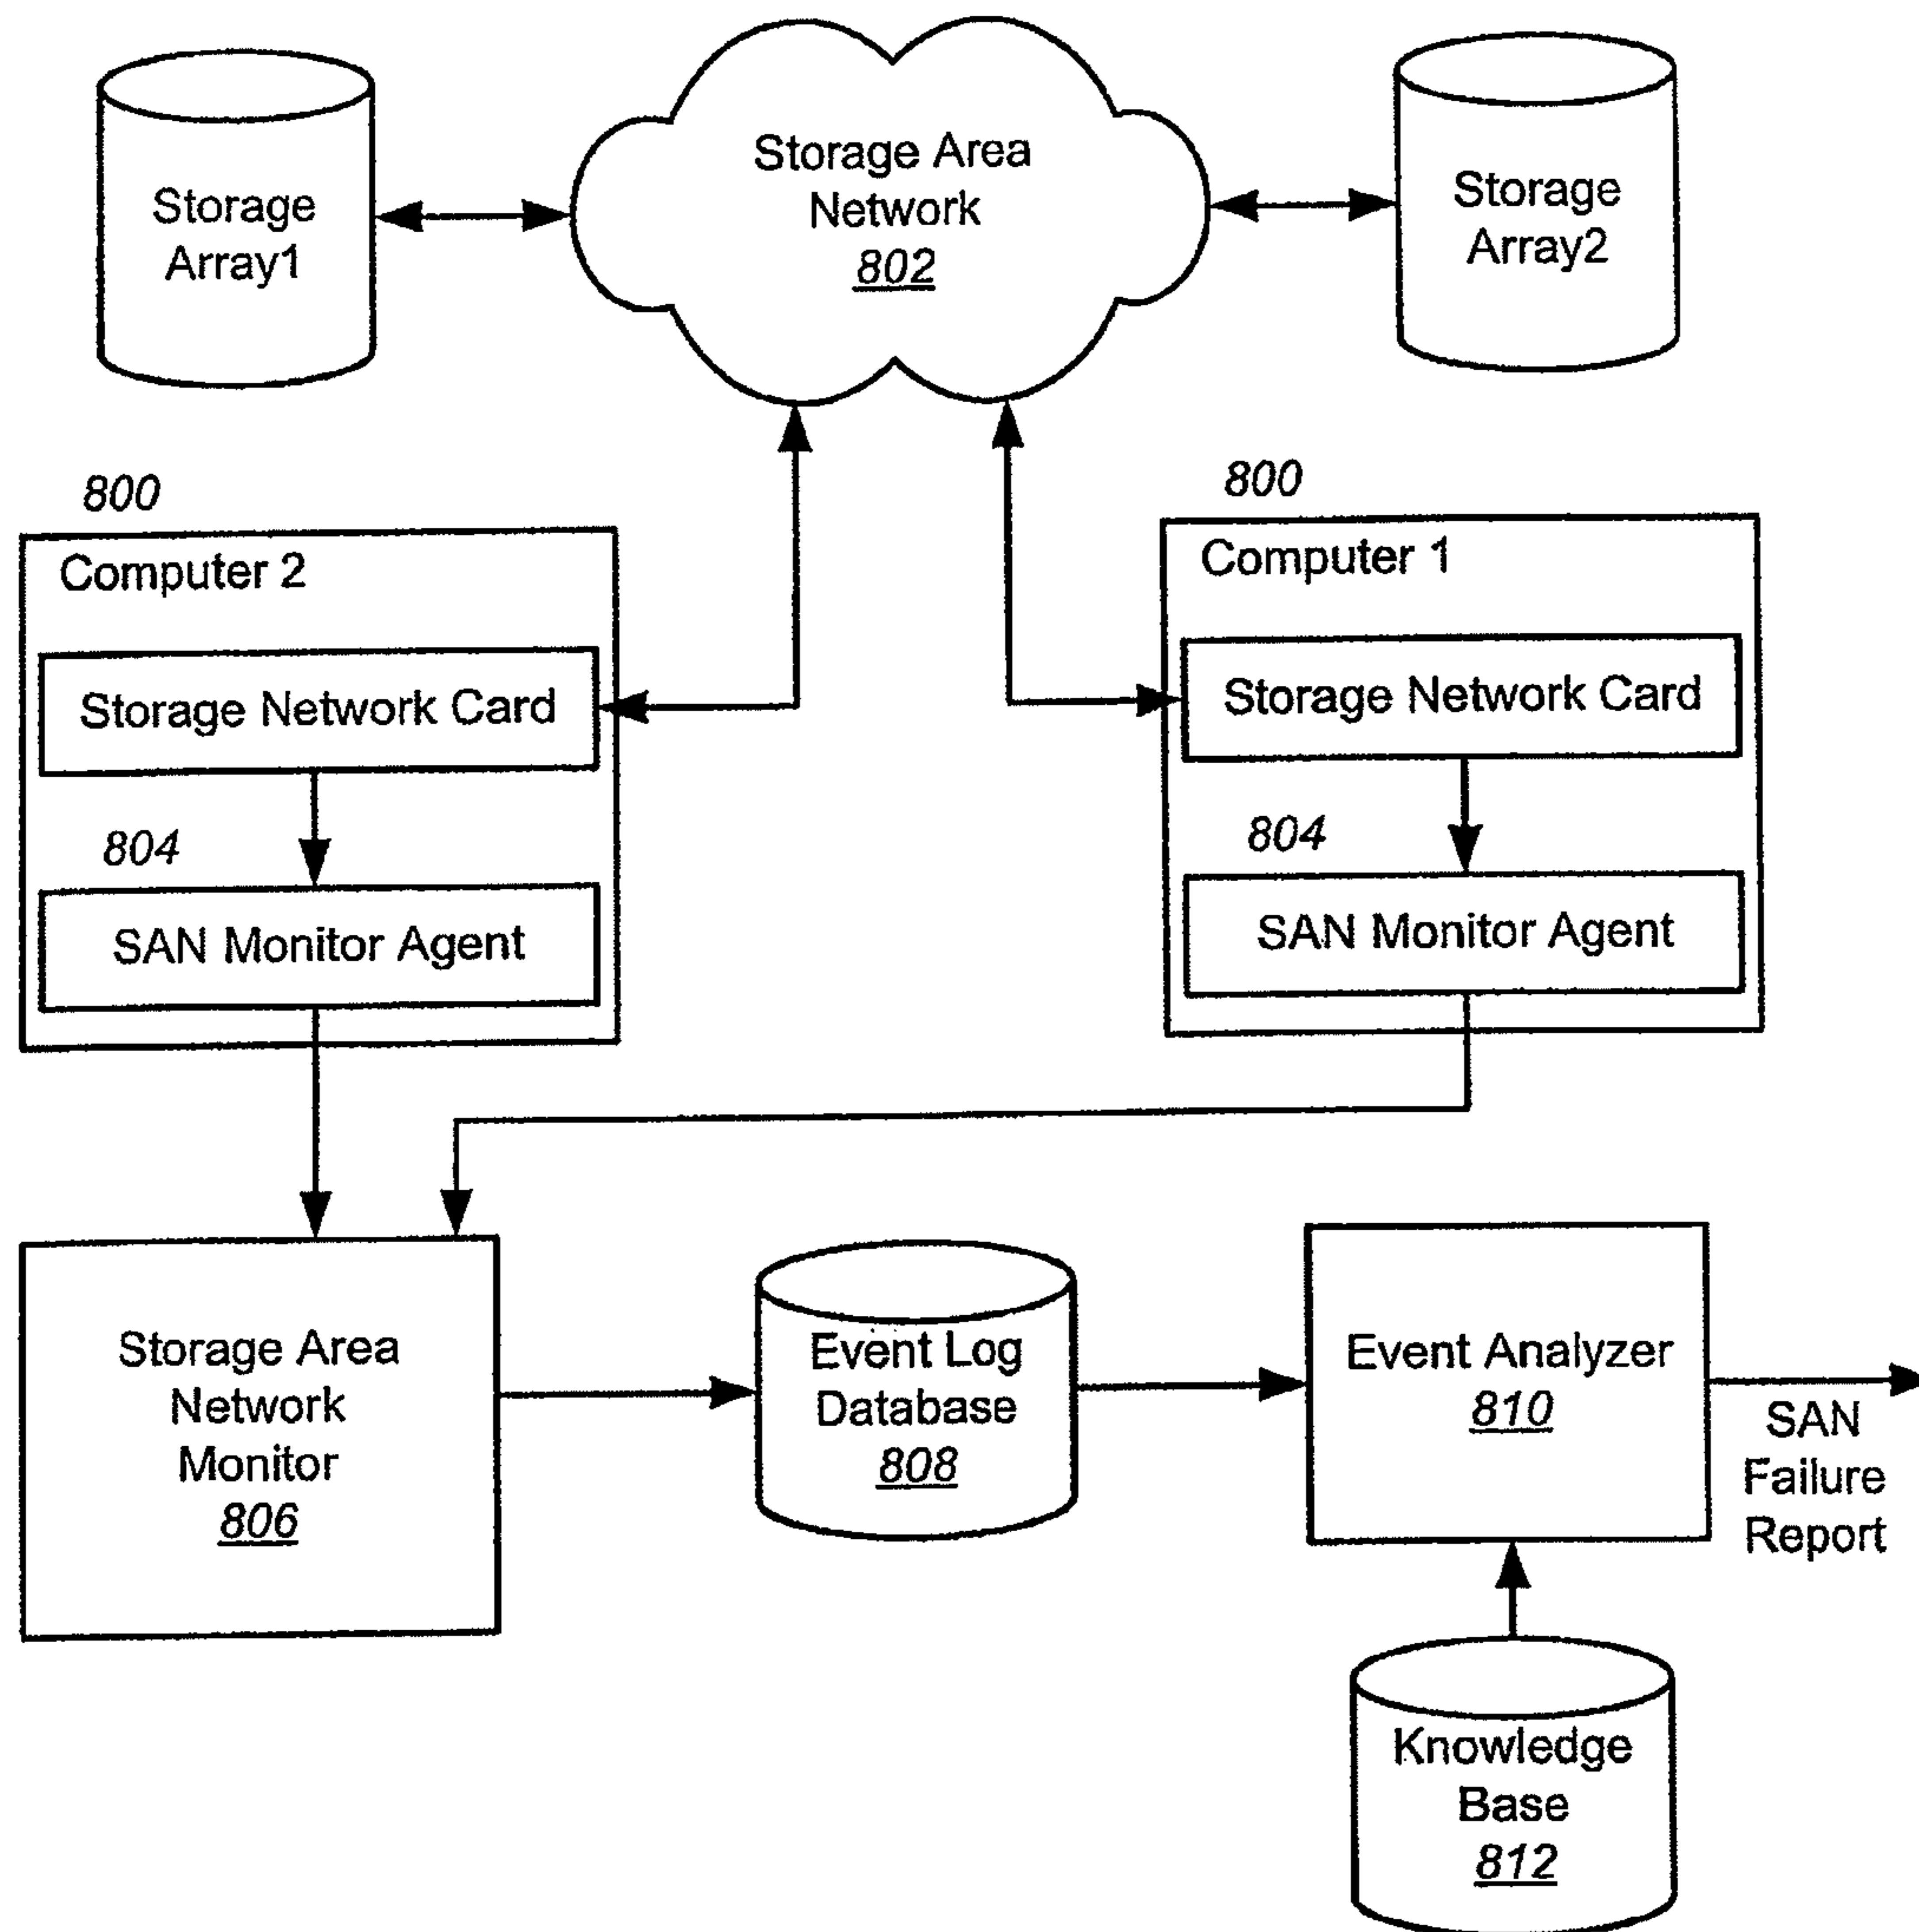 Storage
Array1
Storage Area
Network
802
Storage
Array2
800
Computer 2
Storage Network Card
804
SAN Monitor Agent
800
Computer 1
Storage Network Card
804
SAN Monitor Agent
Storage Area
Network
Monitor
806
Event Log
Database
808
Event Analyzer
810
SAN
Failure
Report
Knowledge
Base
812